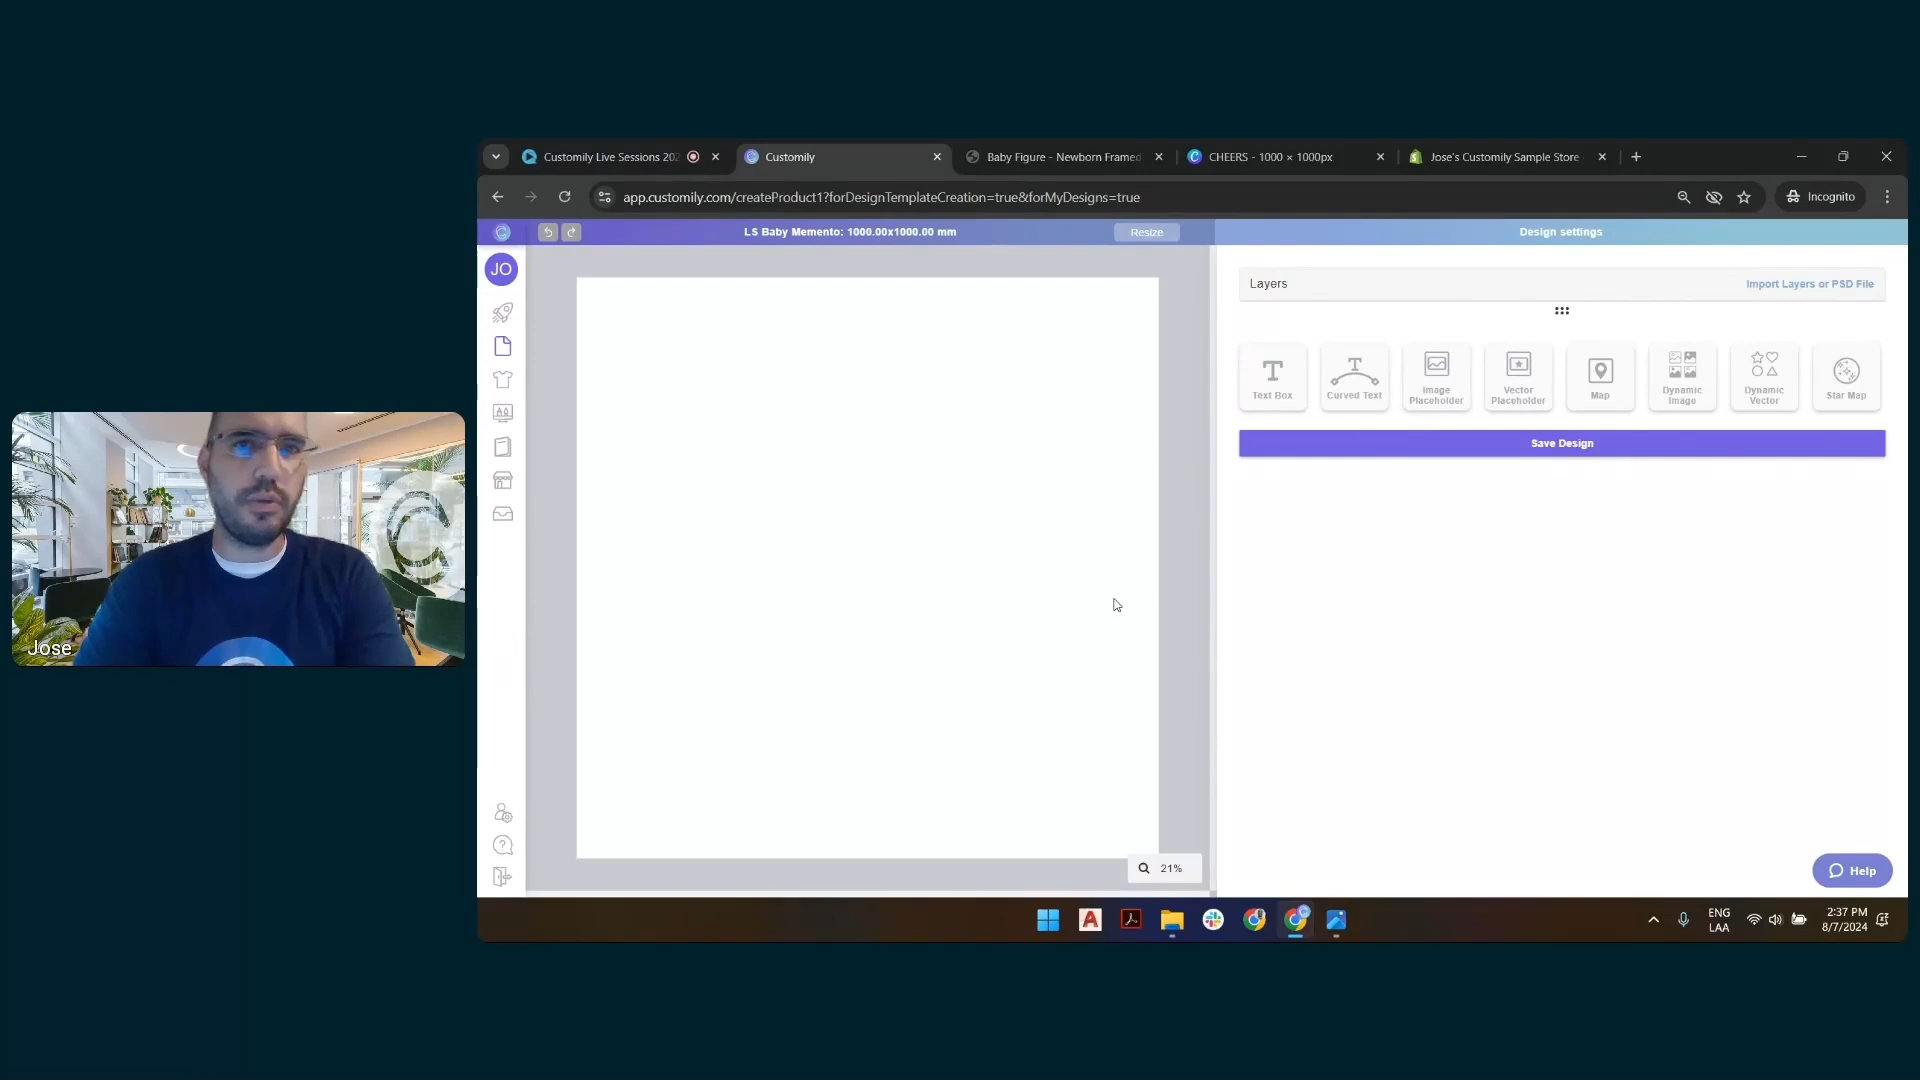 Customily Live Sessions 202
Customily
Baby Figure - Newborn Framed
CHEERS - 1000 × 1000px
Jose's Customily Sample Store
app.customily.com/createProduct1?forDesignTemplateCreation=true&forMyDesigns=true
Incognito
LS Baby Memento: 1000.00x1000.00 mm
Resize
Design settings
JO
Layers
Import Layers or PSD File
Text Box
Curved Text
Image Placeholder
Vector Placeholder
Map
Dynamic Image
Dynamic Vector
Star Map
Save Design
Jose
21%
Help
ENG
LAA
2:37 PM
8/7/2024